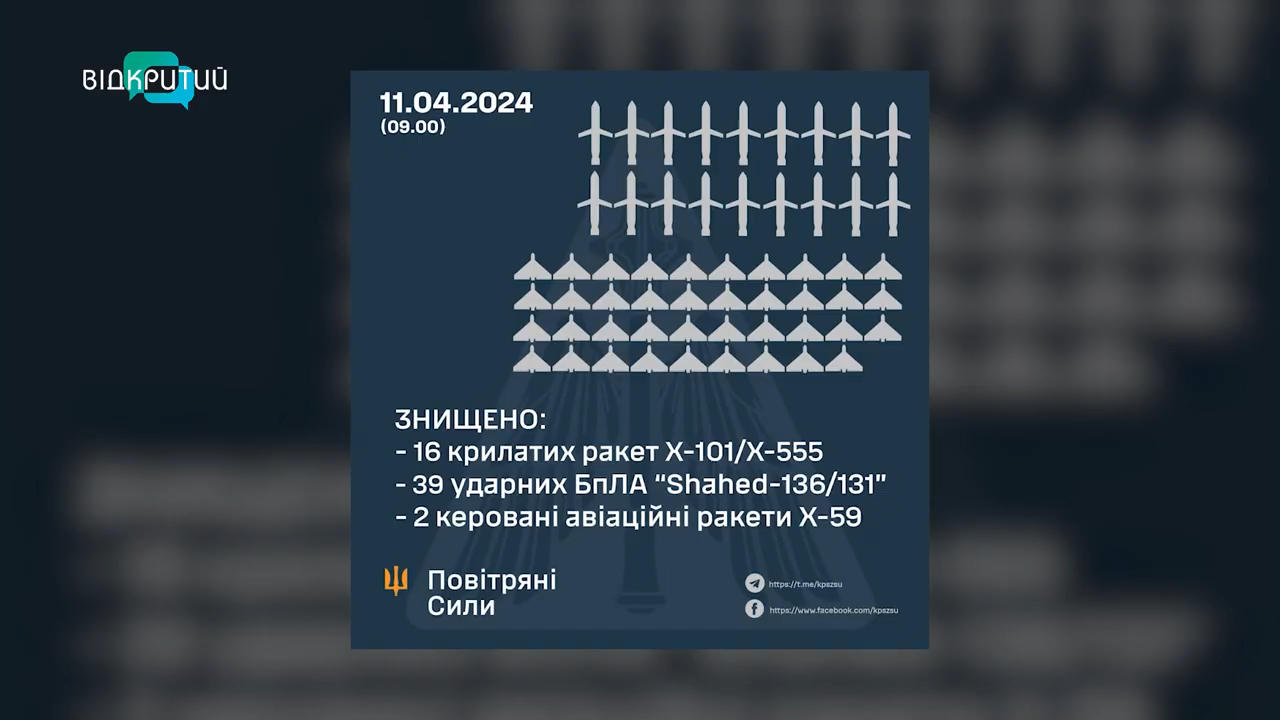 ВІДКРИТИЙ
11.04.2024
(09.00)
ЗНИЩЕНО:
- 16 крилатих ракет Х-101/Х-555
- 39 ударних БпЛА “Shahed-136/131”
- 2 керовані авіаційні ракети Х-59
Повітряні
Сили
https://t.me/kpszsu
https://www.facebook.com/kpszsu